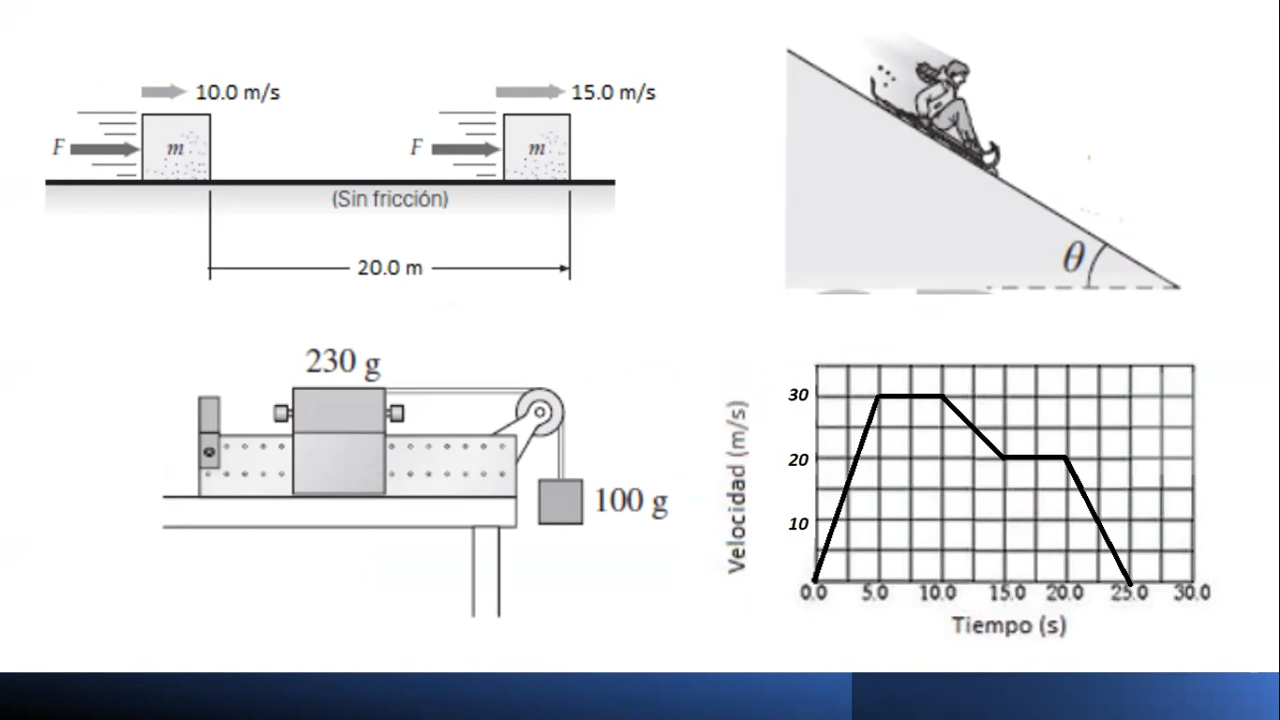 10.0 m/s
15.0 m/s
F
m
F
m
(Sin fricción)
20.0 m
θ
230 g
100 g
Velocidad (m/s)
30
20
10
0.0 5.0 10.0 15.0 20.0 25.0 30.0
Tiempo (s)